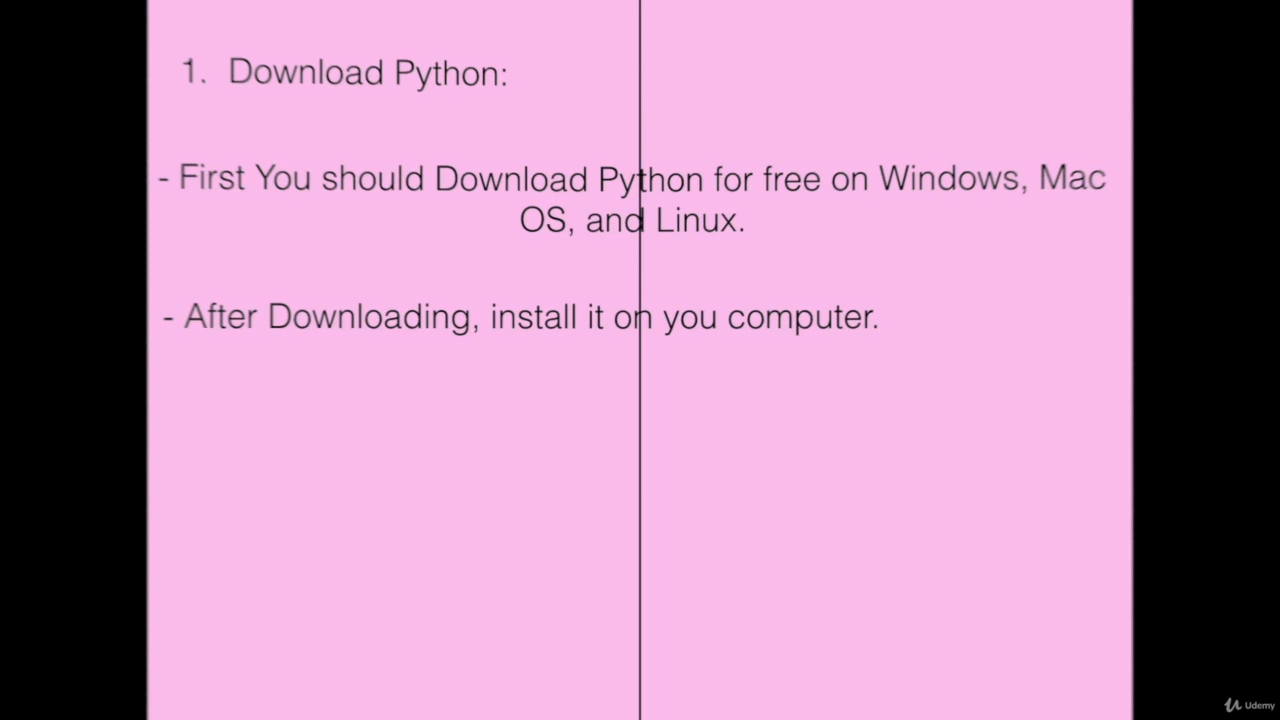 1. Download Python:
- First You should Download Python for free on Windows, Mac
OS, and Linux.
- After Downloading, install it on you computer.
Udemy